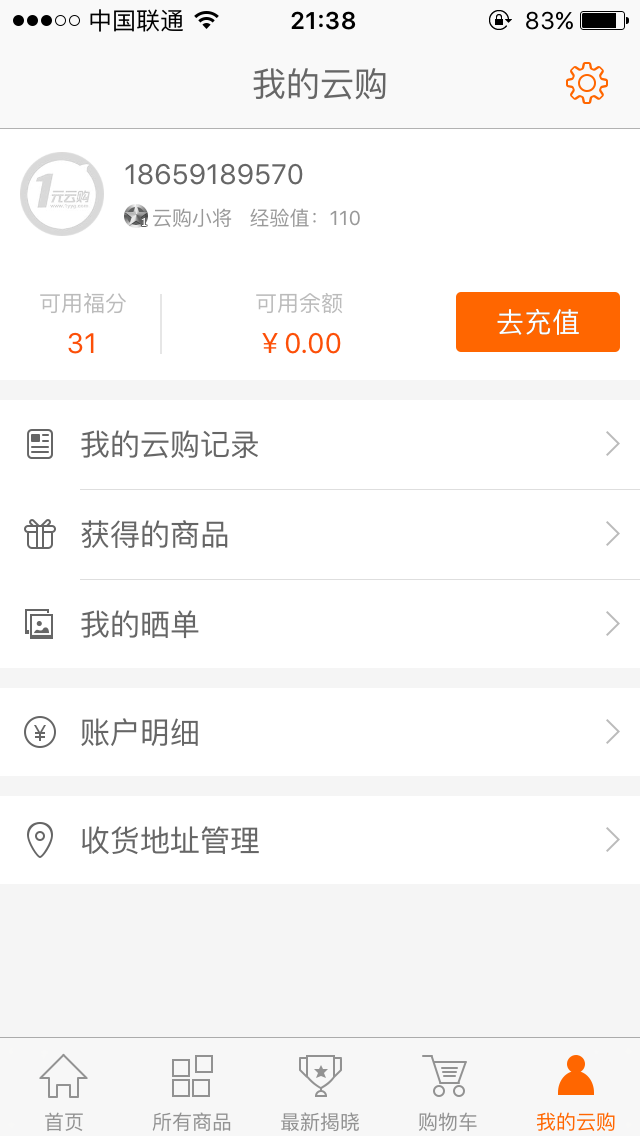 中国联通 21:38 83%
我的云购
1元云购
18659189570
1 云购小将 经验值：110
可用福分 可用余额
31 ￥0.00 去充值
我的云购记录
获得的商品
我的晒单
¥ 账户明细
收货地址管理
首页 所有商品 最新揭晓 购物车 我的云购